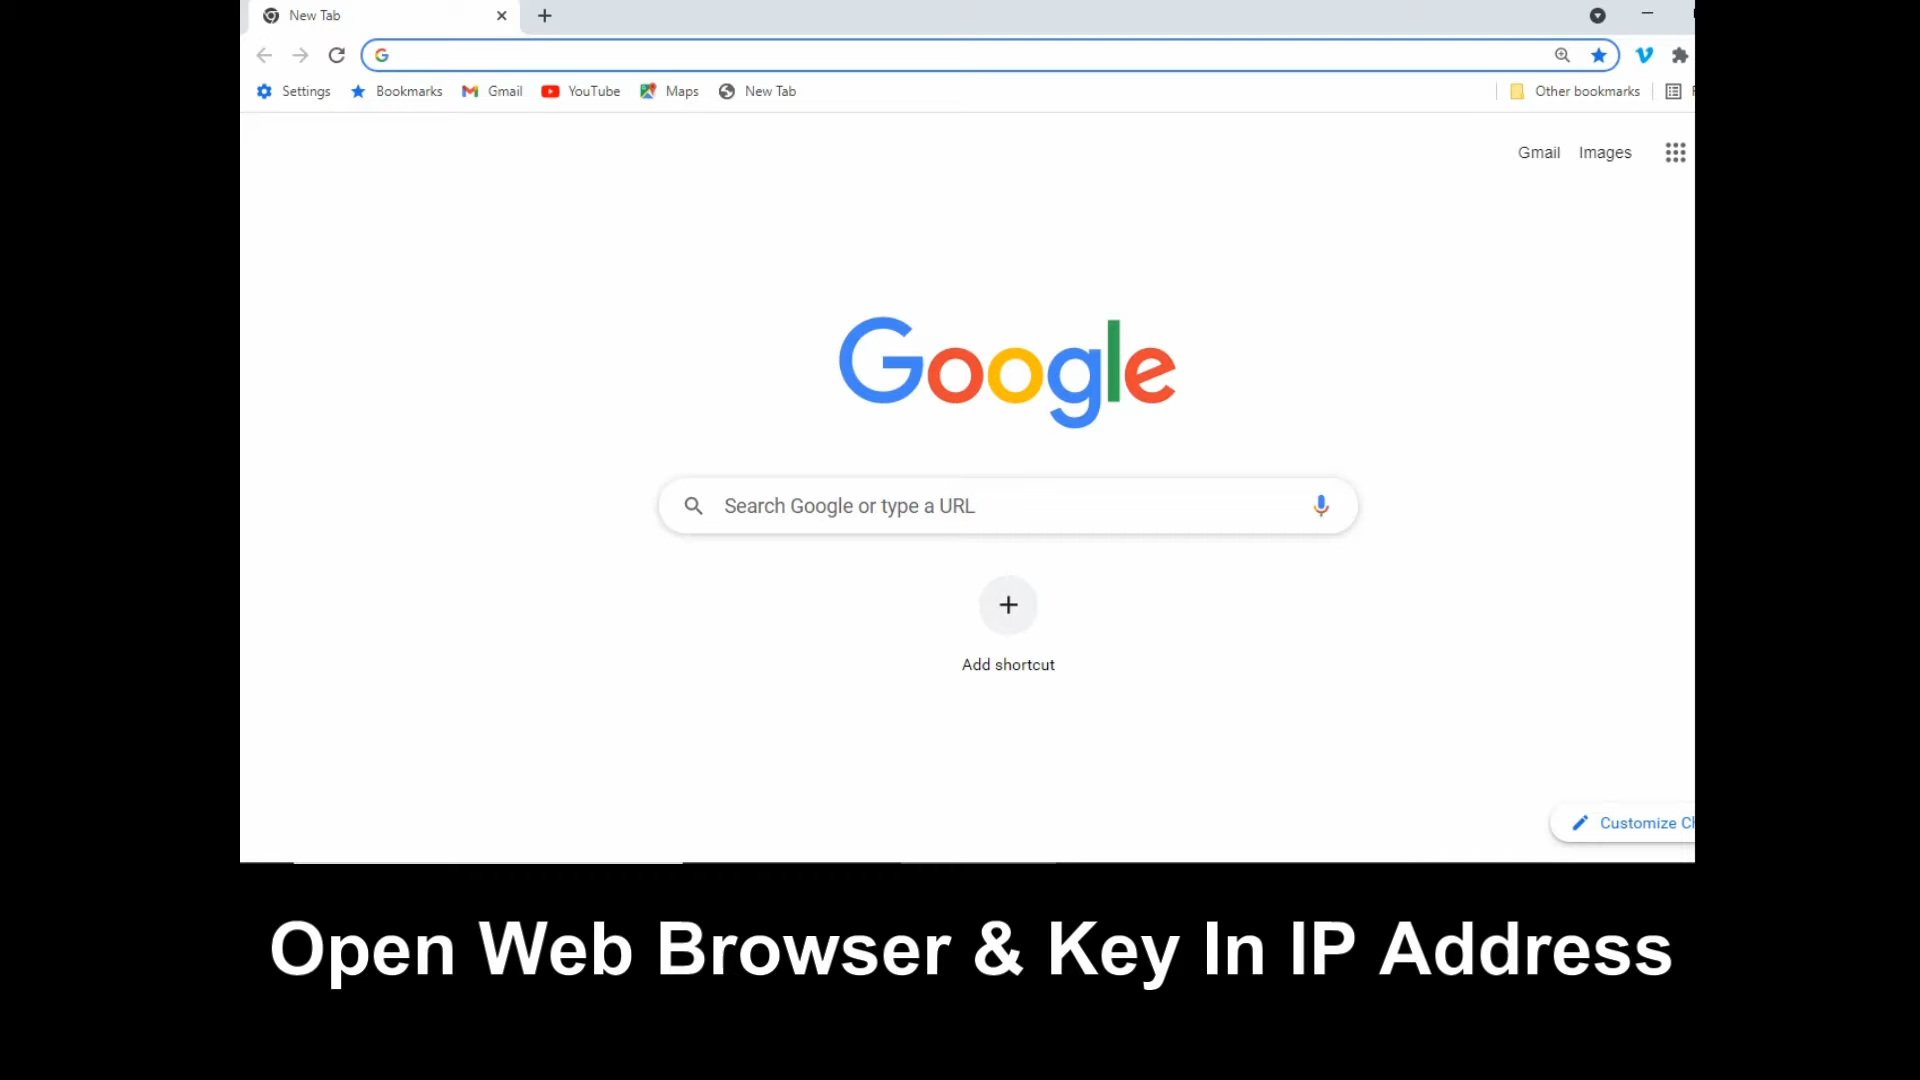 New Tab
Settings Bookmarks Gmail YouTube Maps New Tab Other bookmarks
Gmail Images
Google
Search Google or type a URL
Add shortcut
Customize
Open Web Browser & Key In IP Address